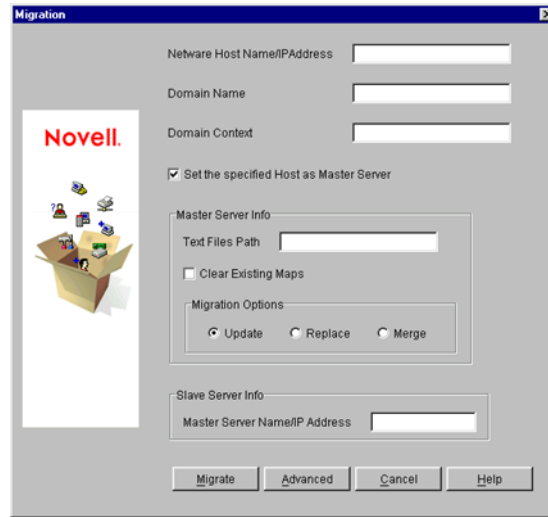 Migration
Netware Host Name/IPAddress
Domain Name
Novell.
Domain Context
Set the specified Host as Master Server
Master Server Info
Text Files Path
Clear Existing Maps
Migration Options
Update Replace Merge
Slave Server Info
Master Server Name/IP Address
Migrate Advanced Cancel Help